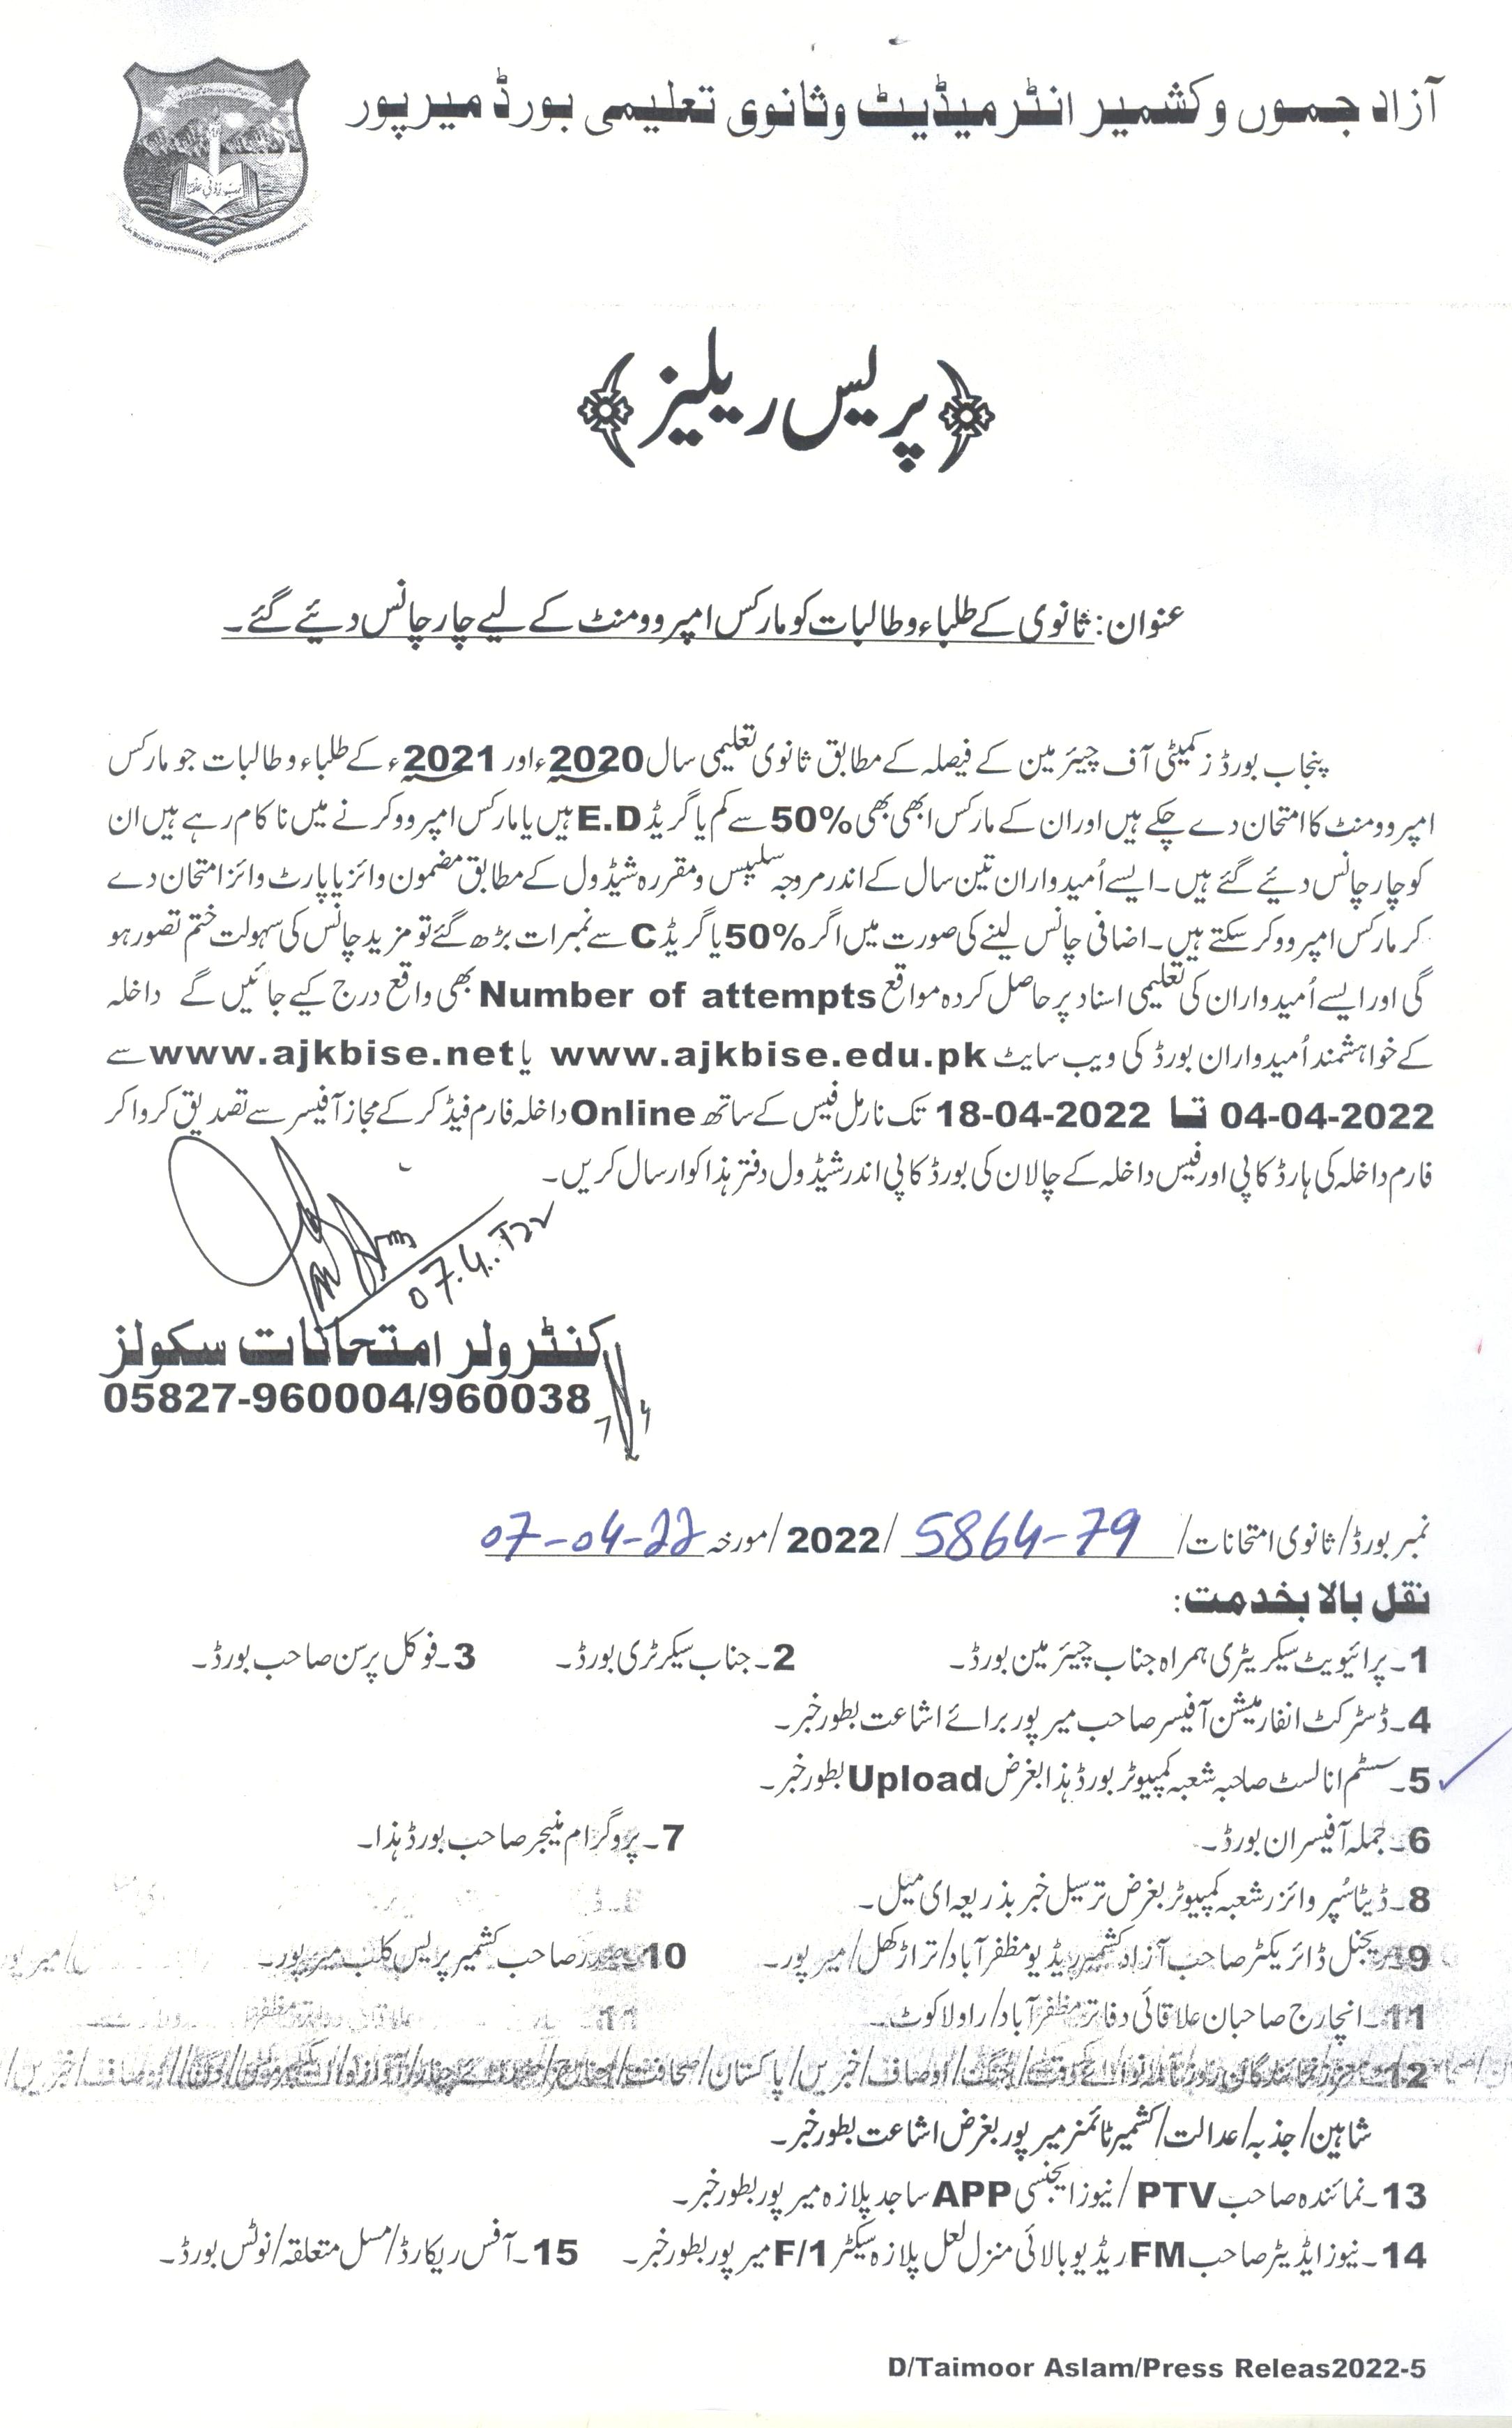 آزاد جموں و کشمیر انٹرمیڈیٹ و ثانوی تعلیمی بورڈ میرپور
پریس ریلیز
عنوان: ثانوی کے طلباء و طالبات کو مارکس امپروومنٹ کے لیے چار چانس دیئے گئے۔
پنجاب بورڈز کمیٹی آف چیئرمین کے فیصلہ کے مطابق ثانوی تعلیمی سال 2020ء اور 2021ء کے طلباء و طالبات جو مارکس
امپروومنٹ کا امتحان دے چکے ہیں اور ان کے مارکس ابھی بھی 50% سے کم یا گریڈ E.D ہیں یا مارکس امپروو کرنے میں ناکام رہے ہیں ان
کو چار چانس دیئے گئے ہیں۔ ایسے اُمیدواران تین سال کے اندر مروجہ سلیبس و مقررہ شیڈول کے مطابق مضمون وائز یا پارٹ وائز امتحان دے
کر مارکس امپروو کر سکتے ہیں۔ اضافی چانس لینے کی صورت میں اگر 50% یا گریڈ C سے نمبرات بڑھ گئے تو مزید چانس کی سہولت ختم تصور ہو
گی اور ایسے اُمیدواران کی تعلیمی اسناد پر حاصل کردہ مواقع Number of attempts بھی واقع درج کیے جائیں گے داخلہ
کے خواہشمند اُمیدواران بورڈ کی ویب سائیٹ www.ajkbise.edu.pk یا www.ajkbise.net سے
04-04-2022 تا 18-04-2022 تک نارمل فیس کے ساتھ Online داخلہ فارم فیڈ کر کے مجاز آفیسر سے تصدیق کروا کر
فارم داخلہ کی ہارڈ کاپی اور فیس داخلہ کے چالان کی بورڈ کاپی اندر شیڈول دفتر ہذا کو ارسال کریں۔
کنٹرولر امتحانات سکولز
05827-960004/960038
نمبر بورڈ/ثانوی امتحانات/ 5864-79 /2022/مورخہ 07-04-22
نقل بالا بخدمت:
1۔ پرائیویٹ سیکریٹری ہمراہ جناب چیئرمین بورڈ۔ 2۔ جناب سیکرٹری بورڈ۔ 3۔ فوکل پرسن صاحب بورڈ۔
4۔ ڈسٹرکٹ انفارمیشن آفیسر صاحب میرپور برائے اشاعت بطور خبر۔
5۔ سسٹم انالسٹ صاحبہ شعبہ کمپیوٹر بورڈ ہذا بغرض Upload بطور خبر۔
6۔ جملہ آفیسران بورڈ۔ 7۔ پروگرام منیجر صاحب بورڈ ہذا۔
8۔ ڈیٹا سُپروائزر شعبہ کمپیوٹر بغرض ترسیل خبر بذریعہ ای میل۔
9۔ ریجنل ڈائریکٹر صاحب آزاد کشمیر ریڈیو مظفرآباد/تراڑکھل/میرپور۔ 10۔ صدر صاحب کشمیر پریس کلب میرپور۔
11۔ انچارج صاحبان علاقائی دفاتر مظفرآباد/راولاکوٹ۔
12۔ نوائے وقت/جنگ/اوصاف/خبریں/پاکستان/صحافت/
شاہین/جذبہ/عدالت/کشمیر ٹائمنر میرپور بغرض اشاعت بطور خبر۔
13۔ نمائندہ صاحب PTV/نیوز ایجنسی APP ساجد پلازہ میرپور بطور خبر۔
14۔ نیوز ایڈیٹر صاحب FM ریڈیو بالائی منزل لعل پلازہ سیکٹر F/1 میرپور بطور خبر۔ 15۔ آفس ریکارڈ/مسل متعلقہ/نوٹس بورڈ۔
D/Taimoor Aslam/Press Releas2022-5